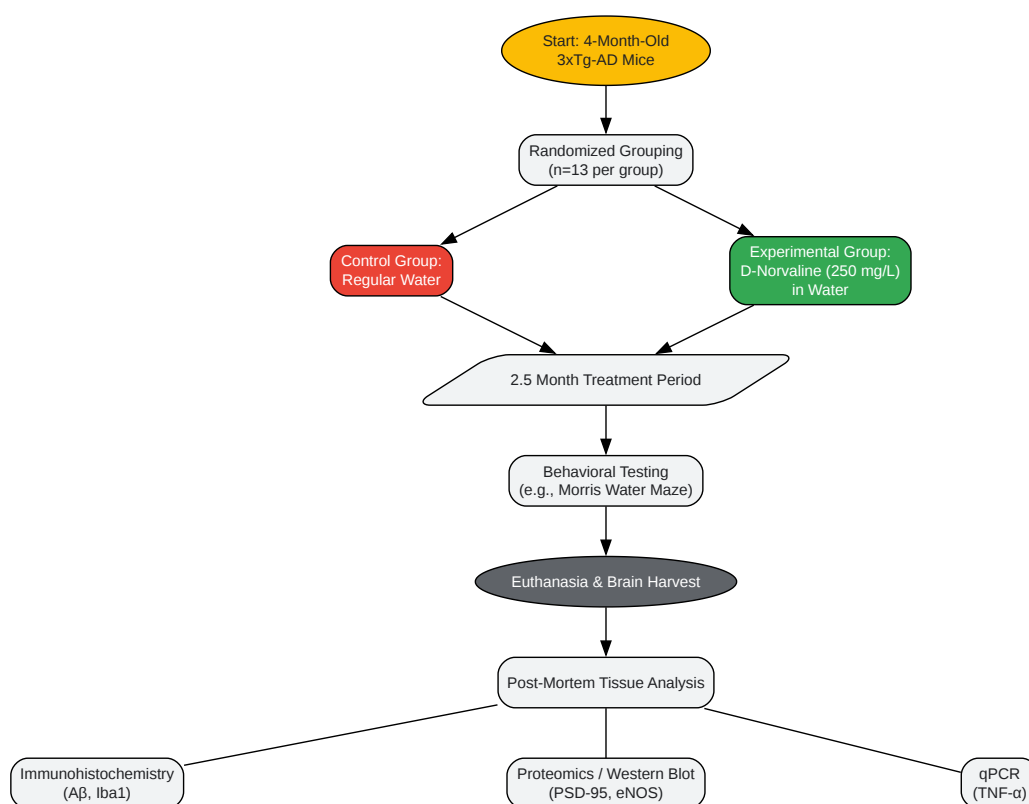 Start: 4-Month-Old
3xTg-AD Mice
Randomized Grouping
(n=13 per group)
Control Group:
Regular Water
Experimental Group:
D-Norvaline (250 mg/L)
in Water
2.5 Month Treatment Period
Behavioral Testing
(e.g., Morris Water Maze)
Euthanasia & Brain Harvest
Post-Mortem Tissue Analysis
Immunohistochemistry
(Aβ, Iba1)
Proteomics / Western Blot
(PSD-95, eNOS)
qPCR
(TNF-α)